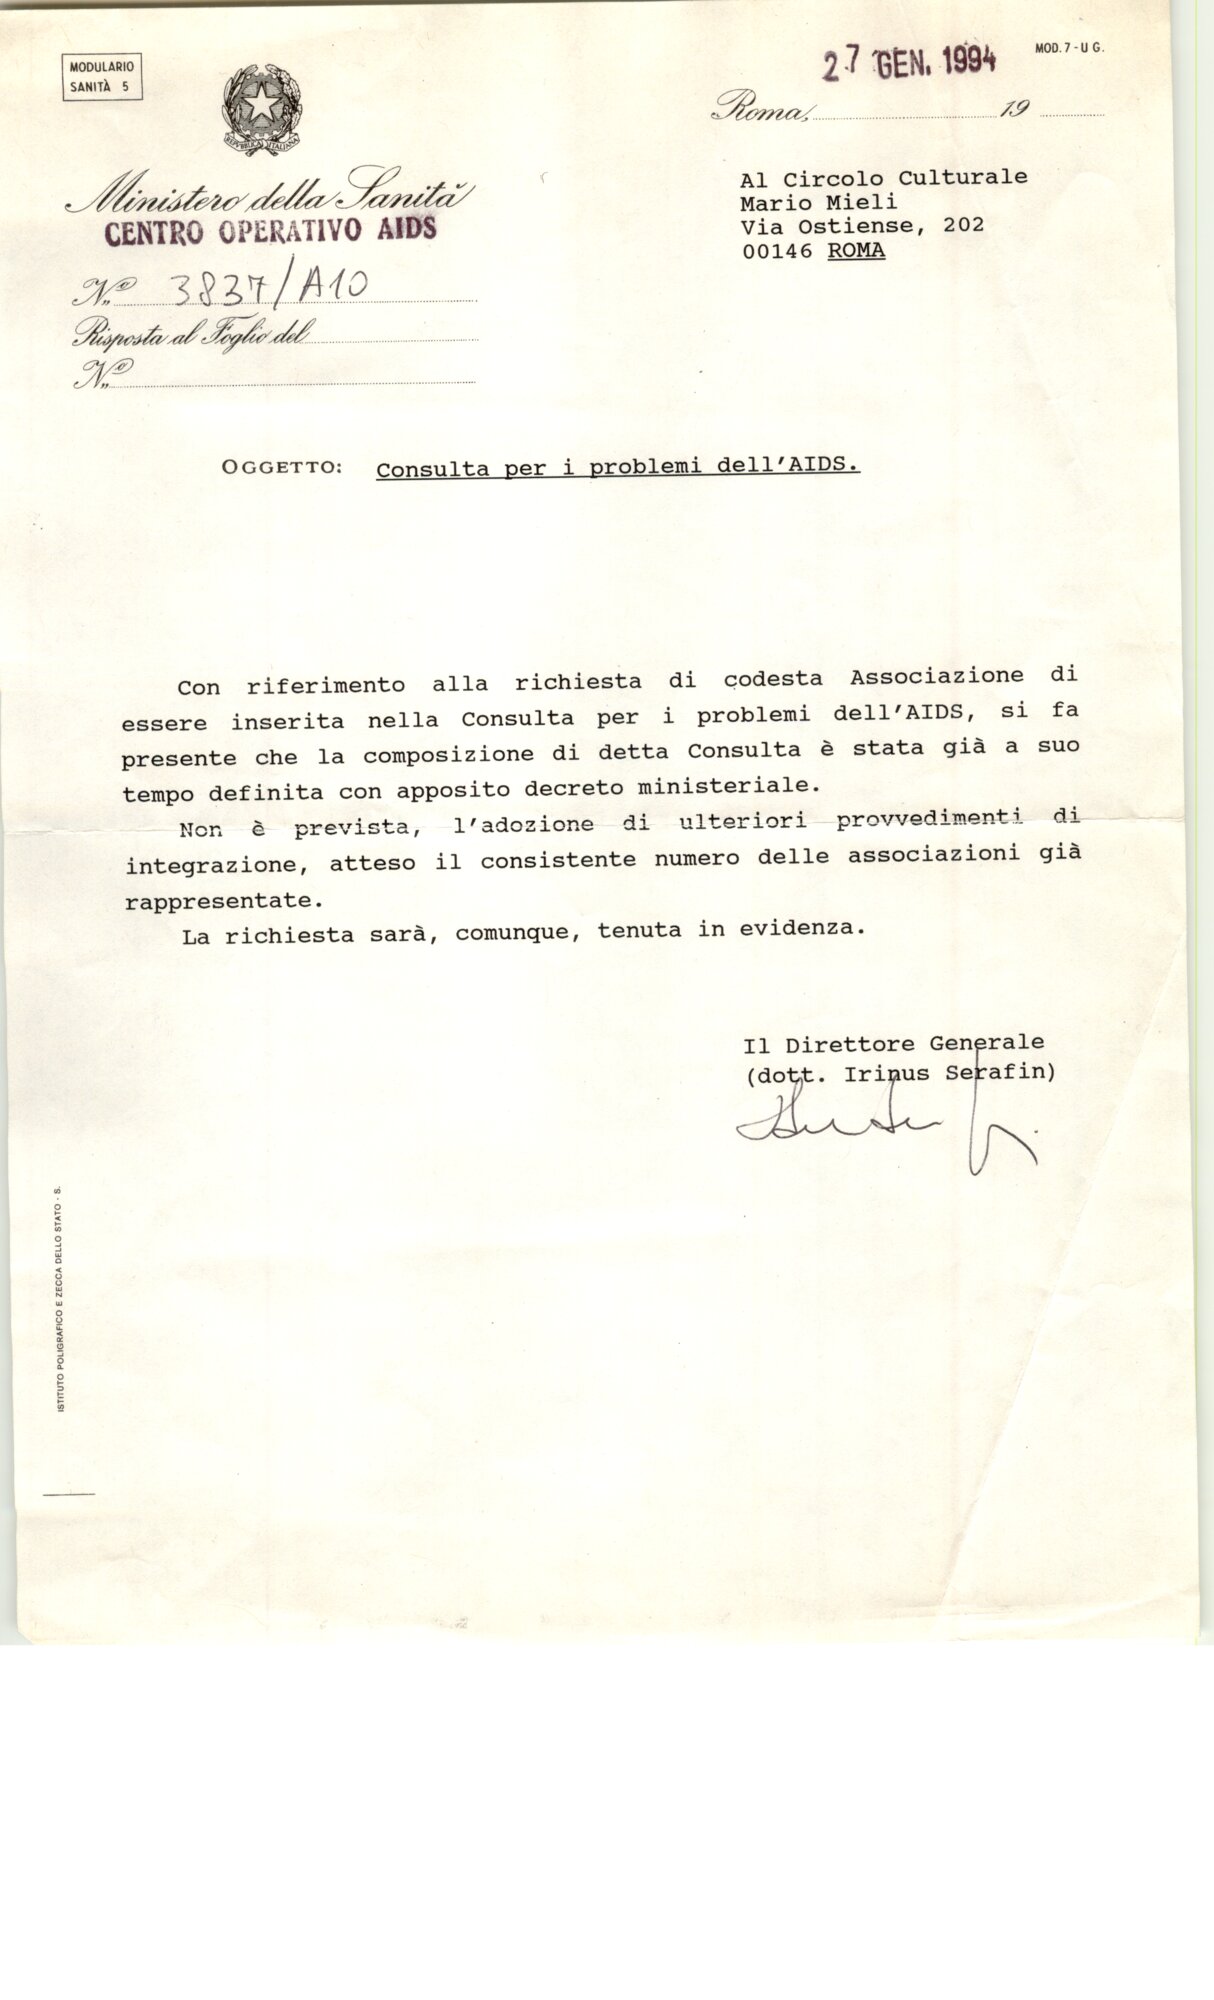 MODULARIO
SANITÀ 5
REPVBBLICA ITALIANA
27 GEN. 1994
MOD. 7 - U G.
Roma, 19
Ministero della Sanità
CENTRO OPERATIVO AIDS
N.º 3837/A10
Risposta al Foglio del
N.º
Al Circolo Culturale
Mario Mieli
Via Ostiense, 202
00146 ROMA
OGGETTO: Consulta per i problemi dell'AIDS.
Con riferimento alla richiesta di codesta Associazione di
essere inserita nella Consulta per i problemi dell'AIDS, si fa
presente che la composizione di detta Consulta è stata già a suo
tempo definita con apposito decreto ministeriale.
Non è prevista, l'adozione di ulteriori provvedimenti di
integrazione, atteso il consistente numero delle associazioni già
rappresentate.
La richiesta sarà, comunque, tenuta in evidenza.
Il Direttore Generale
(dott. Irinus Serafin)
ISTITUTO POLIGRAFICO E ZECCA DELLO STATO - S.